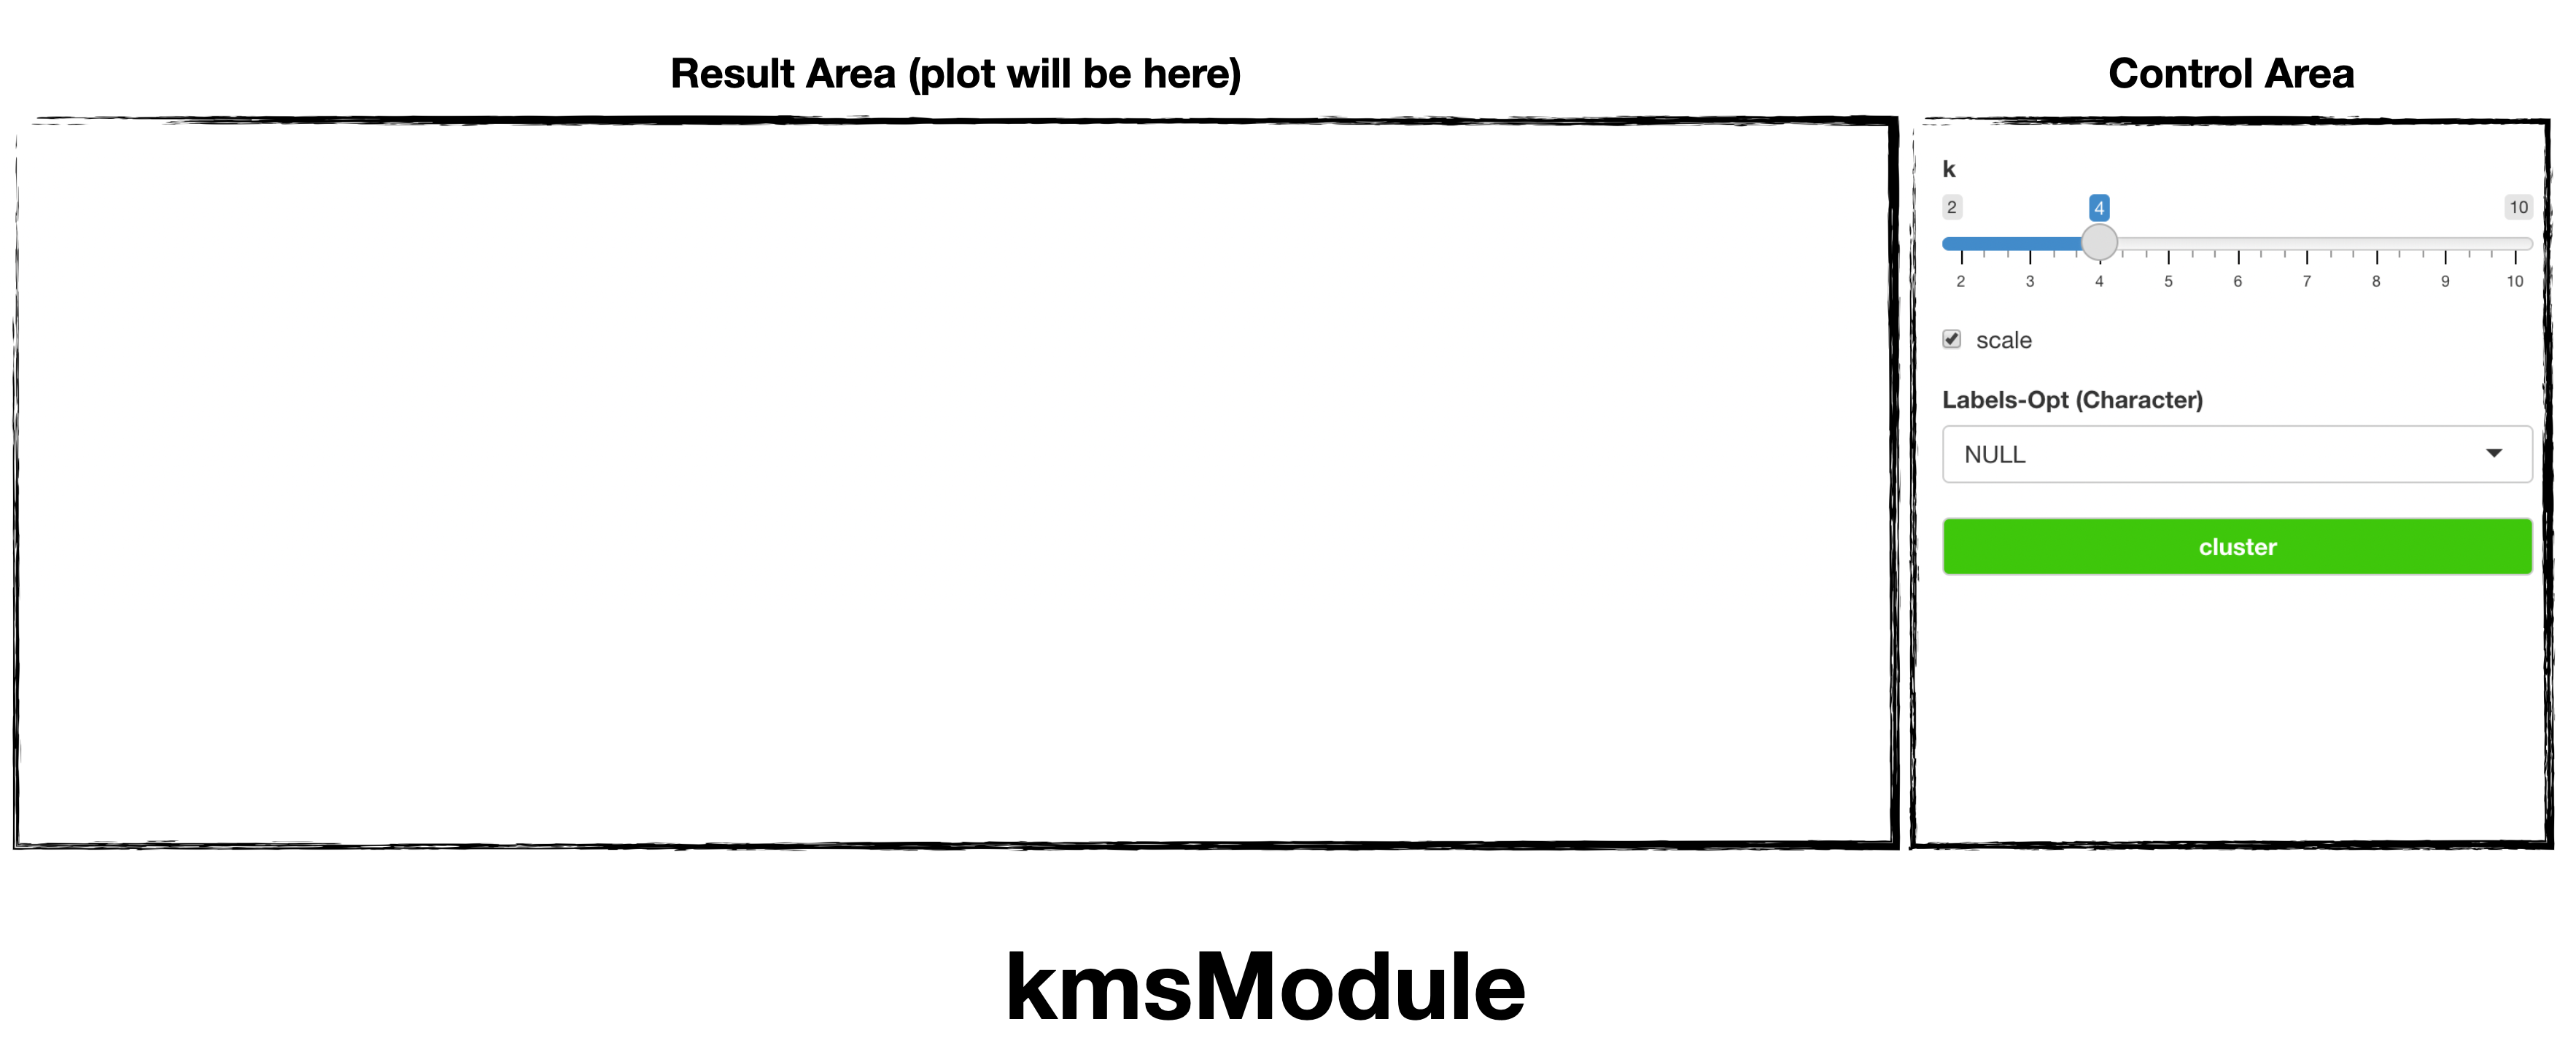 Result Area (plot will be here)
Control Area
k
2 4 10
2 3 4 5 6 7 8 9 10
scale
Labels-Opt (Character)
NULL
cluster
kmsModule